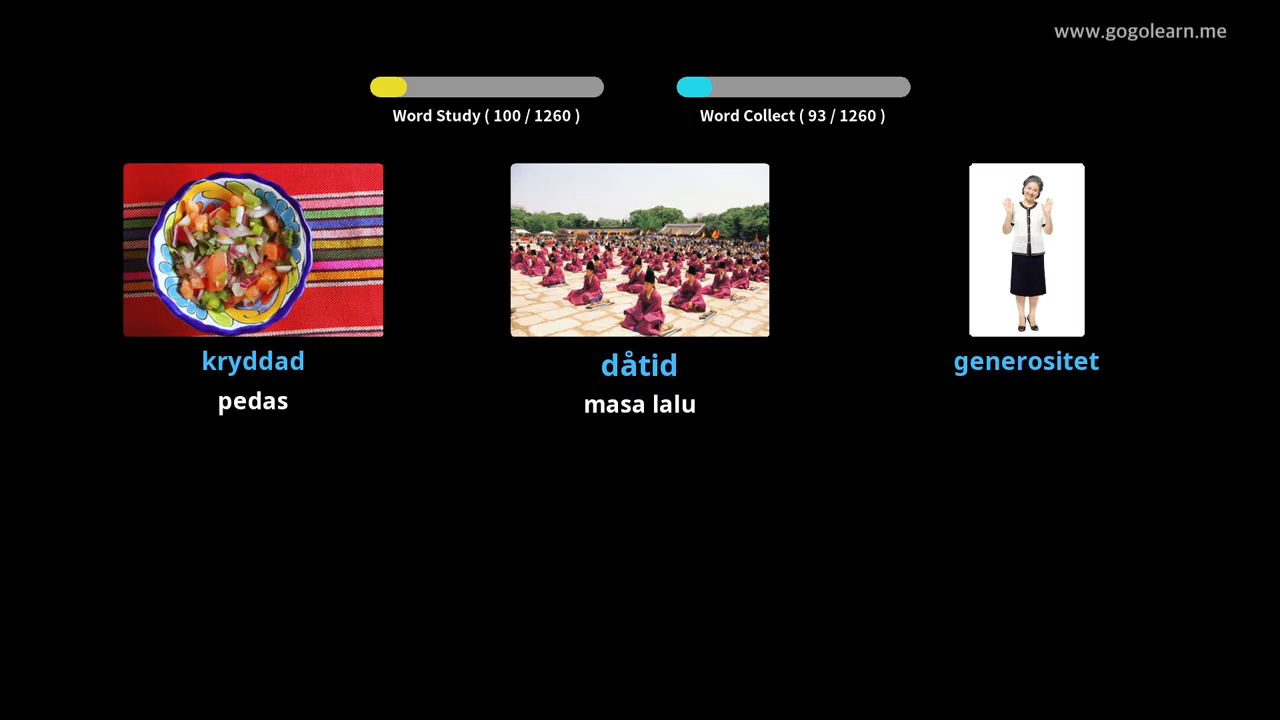 www.gogolearn.me
Word Study ( 100 / 1260 )
Word Collect ( 93 / 1260 )
kryddad
pedas
dåtid
masa lalu
generositet